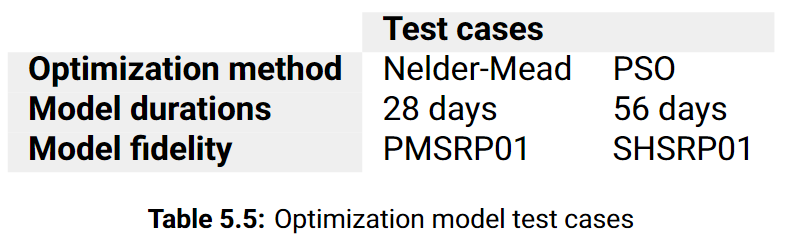 Test cases
Optimization method Nelder-Mead PSO
Model durations 28 days 56 days
Model fidelity PMSRP01 SHSRP01
Table 5.5: Optimization model test cases